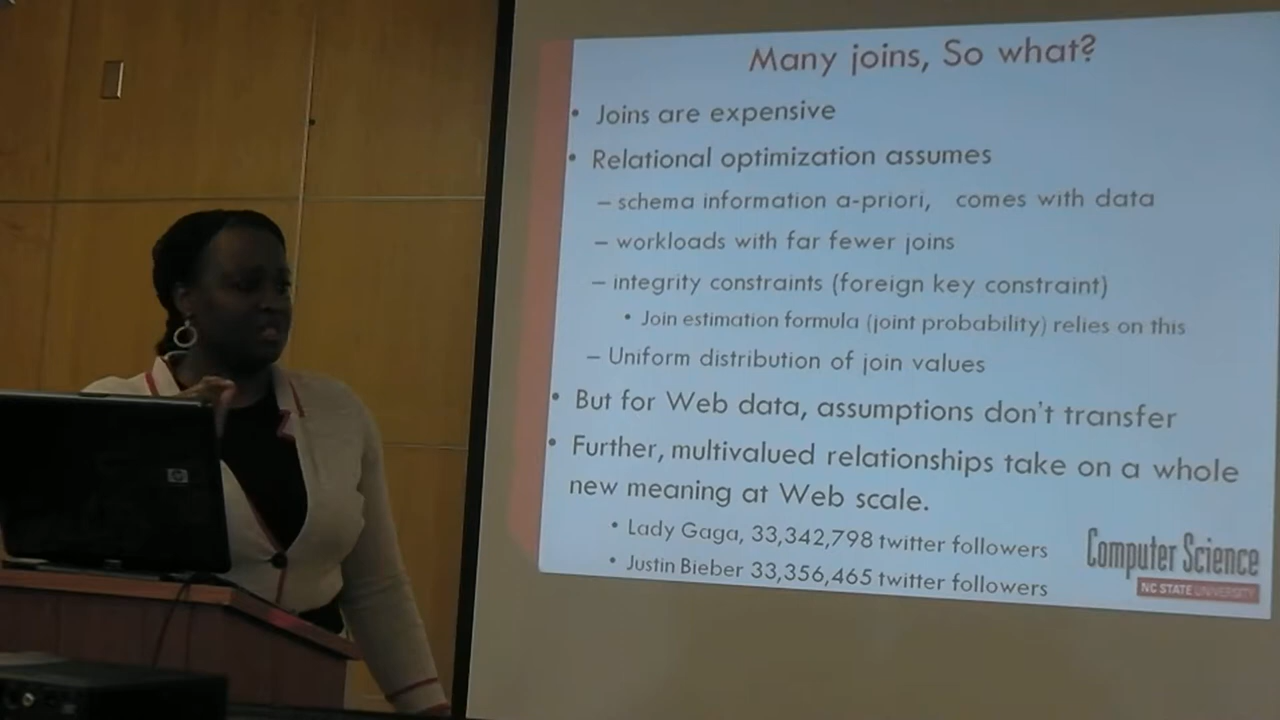 Many joins, So what?
• Joins are expensive
• Relational optimization assumes
– schema information a-priori, comes with data
– workloads with far fewer joins
– integrity constraints (foreign key constraint)
• Join estimation formula (joint probability) relies on this
– Uniform distribution of join values
• But for Web data, assumptions don't transfer
• Further, multivalued relationships take on a whole
new meaning at Web scale.
• Lady Gaga, 33,342,798 twitter followers
• Justin Bieber 33,356,465 twitter followers
Computer Science
NC STATE UNIVERSITY
hp